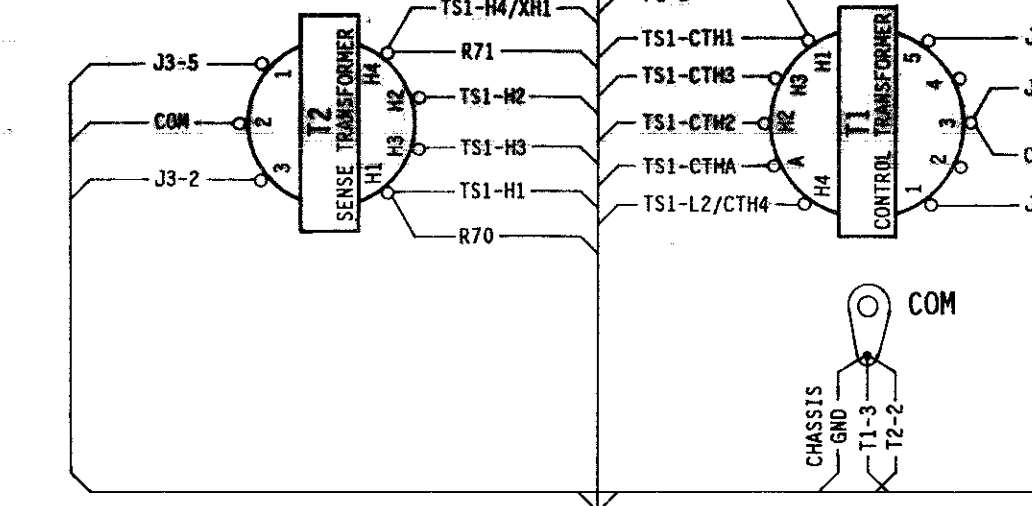 TS1-H4/XH1
R71
J3-5
TS1-H2
COM
TS1-H3
J3-2
TS1-H1
R70
1
2
3
H4
H2
H3
H1
T2
SENSE TRANSFORMER
TS1-CTH1
TS1-CTH3
TS1-CTH2
TS1-CTHA
TS1-L2/CTH4
H1
H3
H2
A
H4
T1
CONTROL TRANSFORMER
5
4
3
2
1
COM
CHASSIS
GND
T1-3
T2-2